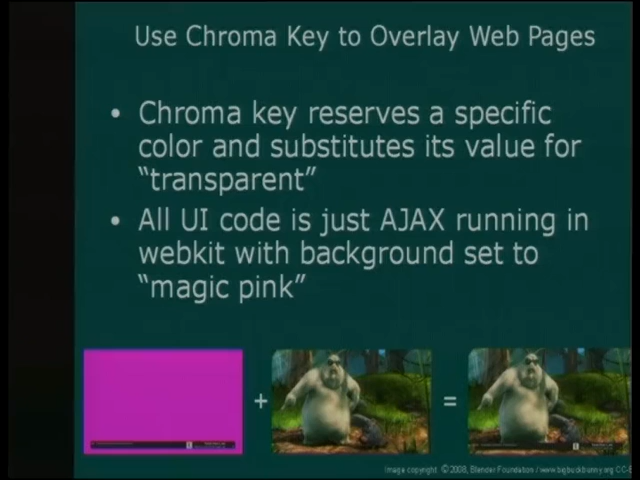 Use Chroma Key to Overlay Web Pages
• Chroma key reserves a specific
color and substitutes its value for
“transparent”
• All UI code is just AJAX running in
webkit with background set to
“magic pink”
+ =
Image copyright ©2008, Blender Foundation / www.bigbuckbunny.org CC-B